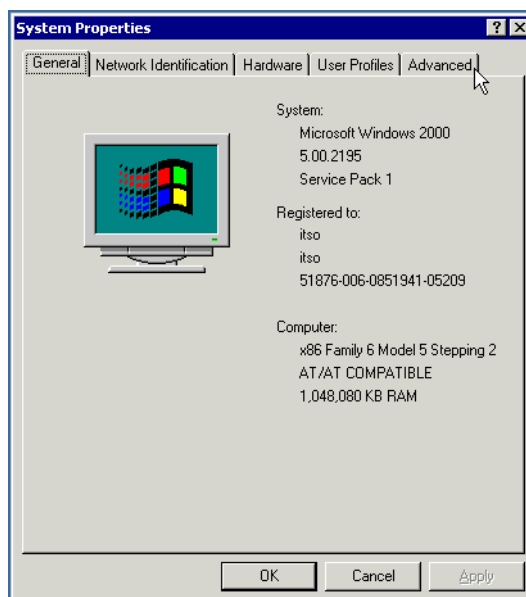 System Properties
General Network Identification Hardware User Profiles Advanced
System:
Microsoft Windows 2000
5.00.2195
Service Pack 1
Registered to:
itso
itso
51876-006-0851941-05209
Computer:
x86 Family 6 Model 5 Stepping 2
AT/AT COMPATIBLE
1,048,080 KB RAM
OK Cancel Apply